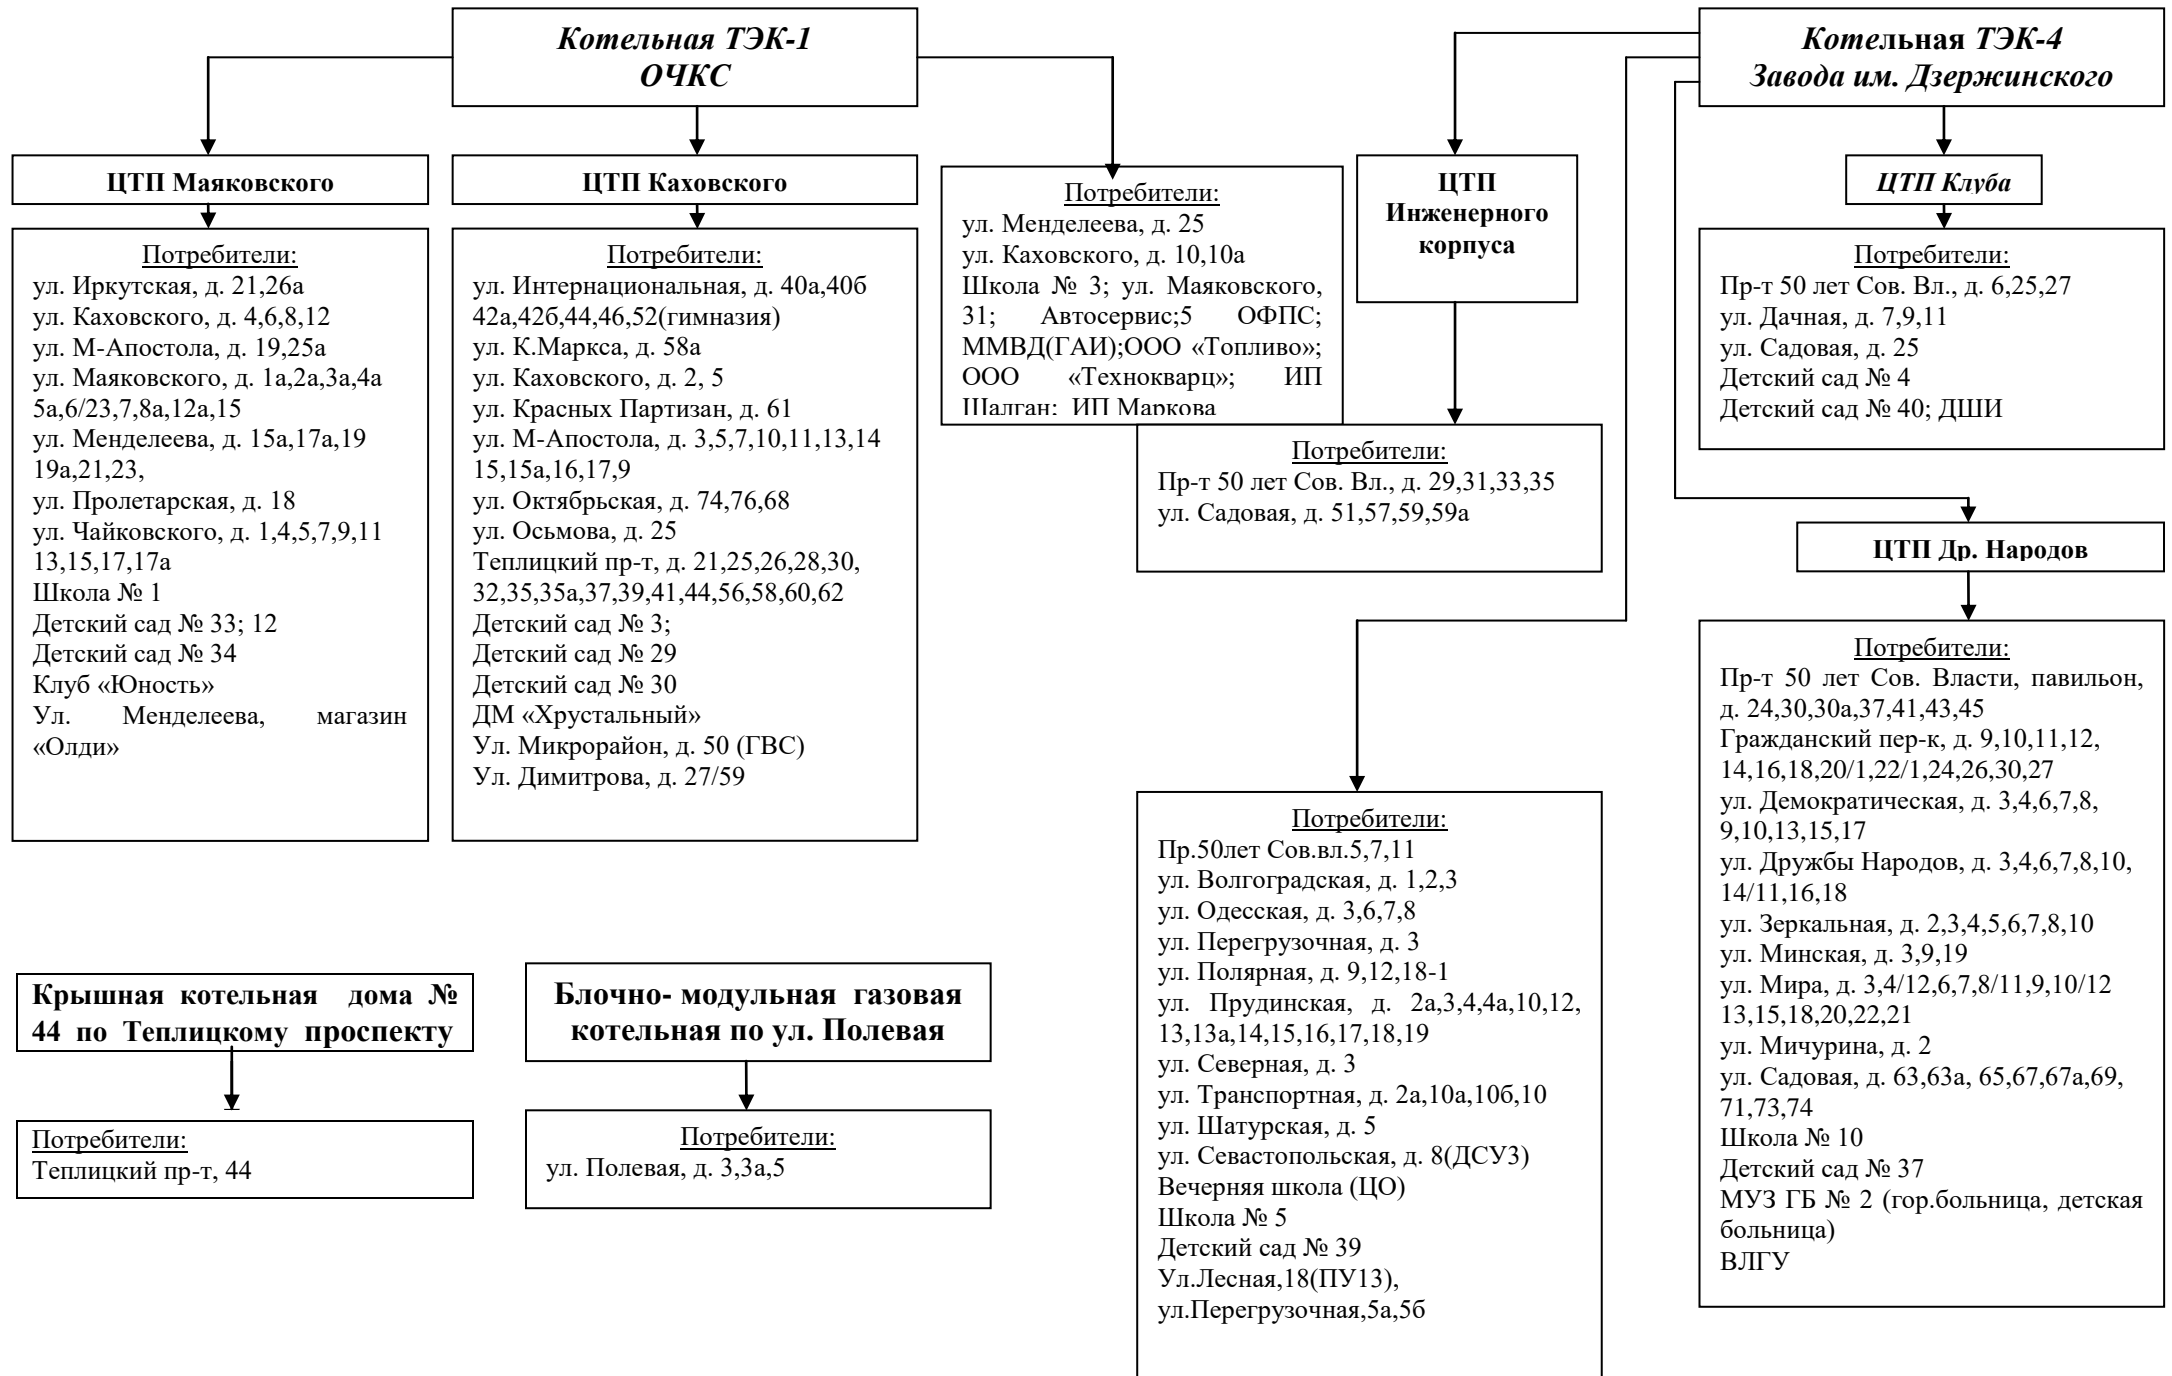 Котельная ТЭК-1
ОЧКС
Котельная ТЭК-4
Завода им. Дзержинского
ЦТП Маяковского
Потребители:
ул. Иркутская, д. 21,26а
ул. Каховского, д. 4,6,8,12
ул. М-Апостола, д. 19,25а
ул. Маяковского, д. 1а,2а,3а,4а
5а,6/23,7,8а,12а,15
ул. Менделеева, д. 15а,17а,19
19а,21,23,
ул. Пролетарская, д. 18
ул. Чайковского, д. 1,4,5,7,9,11
13,15,17,17а
Школа № 1
Детский сад № 33; 12
Детский сад № 34
Клуб «Юность»
Ул. Менделеева, магазин
«Олди»
ЦТП Каховского
Потребители:
ул. Интернациональная, д. 40а,40б
42а,42б,44,46,52(гимназия)
ул. К.Маркса, д. 58а
ул. Каховского, д. 2, 5
ул. Красных Партизан, д. 61
ул. М-Апостола, д. 3,5,7,10,11,13,14
15,15а,16,17,9
ул. Октябрьская, д. 74,76,68
ул. Осьмова, д. 25
Теплицкий пр-т, д. 21,25,26,28,30,
32,35,35а,37,39,41,44,56,58,60,62
Детский сад № 3;
Детский сад № 29
Детский сад № 30
ДМ «Хрустальный»
Ул. Микрорайон, д. 50 (ГВС)
Ул. Димитрова, д. 27/59
Потребители:
ул. Менделеева, д. 25
ул. Каховского, д. 10,10а
Школа № 3; ул. Маяковского,
31; Автосервис;5 ОФПС;
ММВД(ГАИ);ООО «Топливо»;
ООО «Технокварц»; ИП
Шалган; ИП Маркова
ЦТП
Инженерного
корпуса
Потребители:
Пр-т 50 лет Сов. Вл., д. 29,31,33,35
ул. Садовая, д. 51,57,59,59а
ЦТП Клуба
Потребители:
Пр-т 50 лет Сов. Вл., д. 6,25,27
ул. Дачная, д. 7,9,11
ул. Садовая, д. 25
Детский сад № 4
Детский сад № 40; ДШИ
ЦТП Др. Народов
Потребители:
Пр-т 50 лет Сов. Власти, павильон,
д. 24,30,30а,37,41,43,45
Гражданский пер-к, д. 9,10,11,12,
14,16,18,20/1,22/1,24,26,30,27
ул. Демократическая, д. 3,4,6,7,8,
9,10,13,15,17
ул. Дружбы Народов, д. 3,4,6,7,8,10,
14/11,16,18
ул. Зеркальная, д. 2,3,4,5,6,7,8,10
ул. Минская, д. 3,9,19
ул. Мира, д. 3,4/12,6,7,8/11,9,10/12
13,15,18,20,22,21
ул. Мичурина, д. 2
ул. Садовая, д. 63,63а, 65,67,67а,69,
71,73,74
Школа № 10
Детский сад № 37
МУЗ ГБ № 2 (гор.больница, детская
больница)
ВЛГУ
Потребители:
Пр.50лет Сов.вл.5,7,11
ул. Волгоградская, д. 1,2,3
ул. Одесская, д. 3,6,7,8
ул. Перегрузочная, д. 3
ул. Полярная, д. 9,12,18-1
ул. Прудинская, д. 2а,3,4,4а,10,12,
13,13а,14,15,16,17,18,19
ул. Северная, д. 3
ул. Транспортная, д. 2а,10а,10б,10
ул. Шатурская, д. 5
ул. Севастопольская, д. 8(ДСУ3)
Вечерняя школа (ЦО)
Школа № 5
Детский сад № 39
Ул.Лесная,18(ПУ13),
ул.Перегрузочная,5а,5б
Крышная котельная дома №
44 по Теплицкому проспекту
Потребители:
Теплицкий пр-т, 44
Блочно- модульная газовая
котельная по ул. Полевая
Потребители:
ул. Полевая, д. 3,3а,5